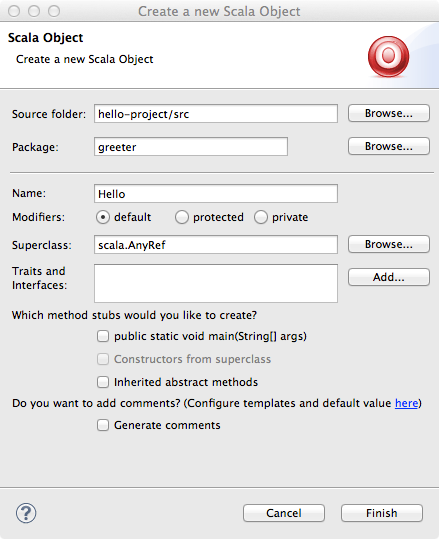 Create a new Scala Object
Scala Object
Create a new Scala Object
Source folder: hello-project/src Browse...
Package: greeter Browse...
Name: Hello
Modifiers: default protected private
Superclass: scala.AnyRef Browse...
Traits and
Interfaces: Add...
Which method stubs would you like to create?
public static void main(String[] args)
Constructors from superclass
Inherited abstract methods
Do you want to add comments? (Configure templates and default value here)
Generate comments
? Cancel Finish